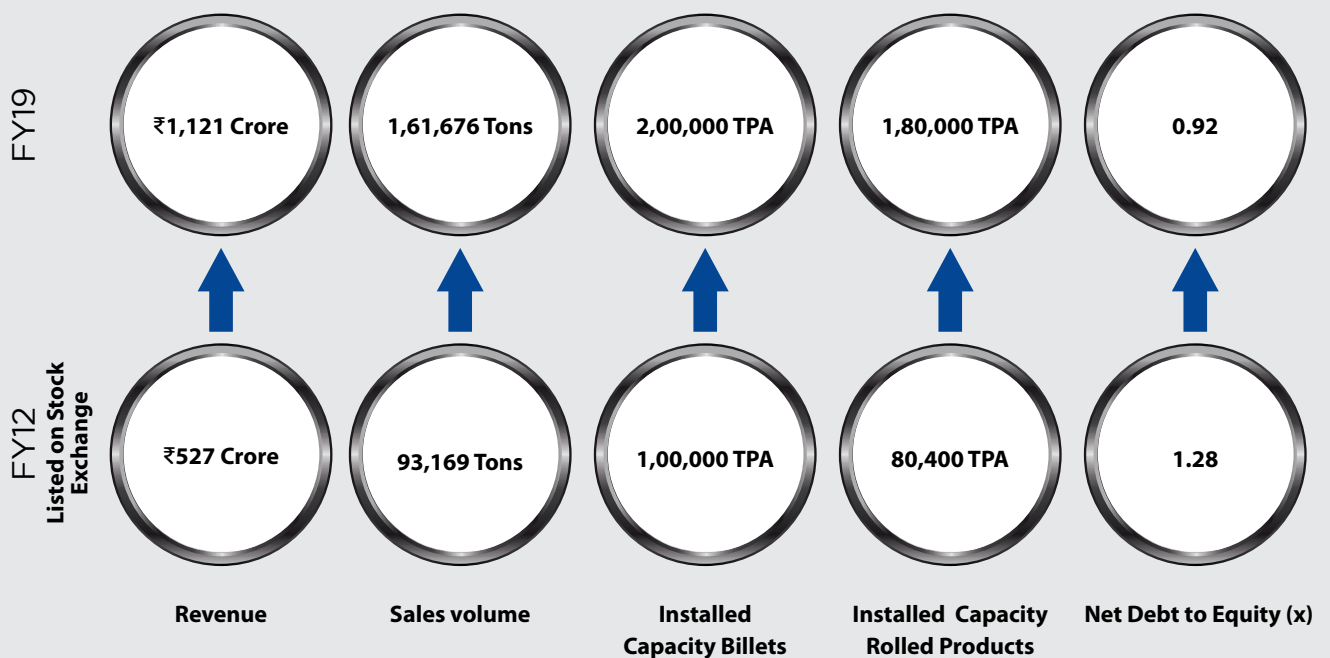 FY19
₹1,121 Crore
1,61,676 Tons
2,00,000 TPA
1,80,000 TPA
0.92
FY12
Listed on Stock
Exchange
₹527 Crore
93,169 Tons
1,00,000 TPA
80,400 TPA
1.28
Revenue
Sales volume
Installed
Capacity Billets
Installed Capacity
Rolled Products
Net Debt to Equity (x)